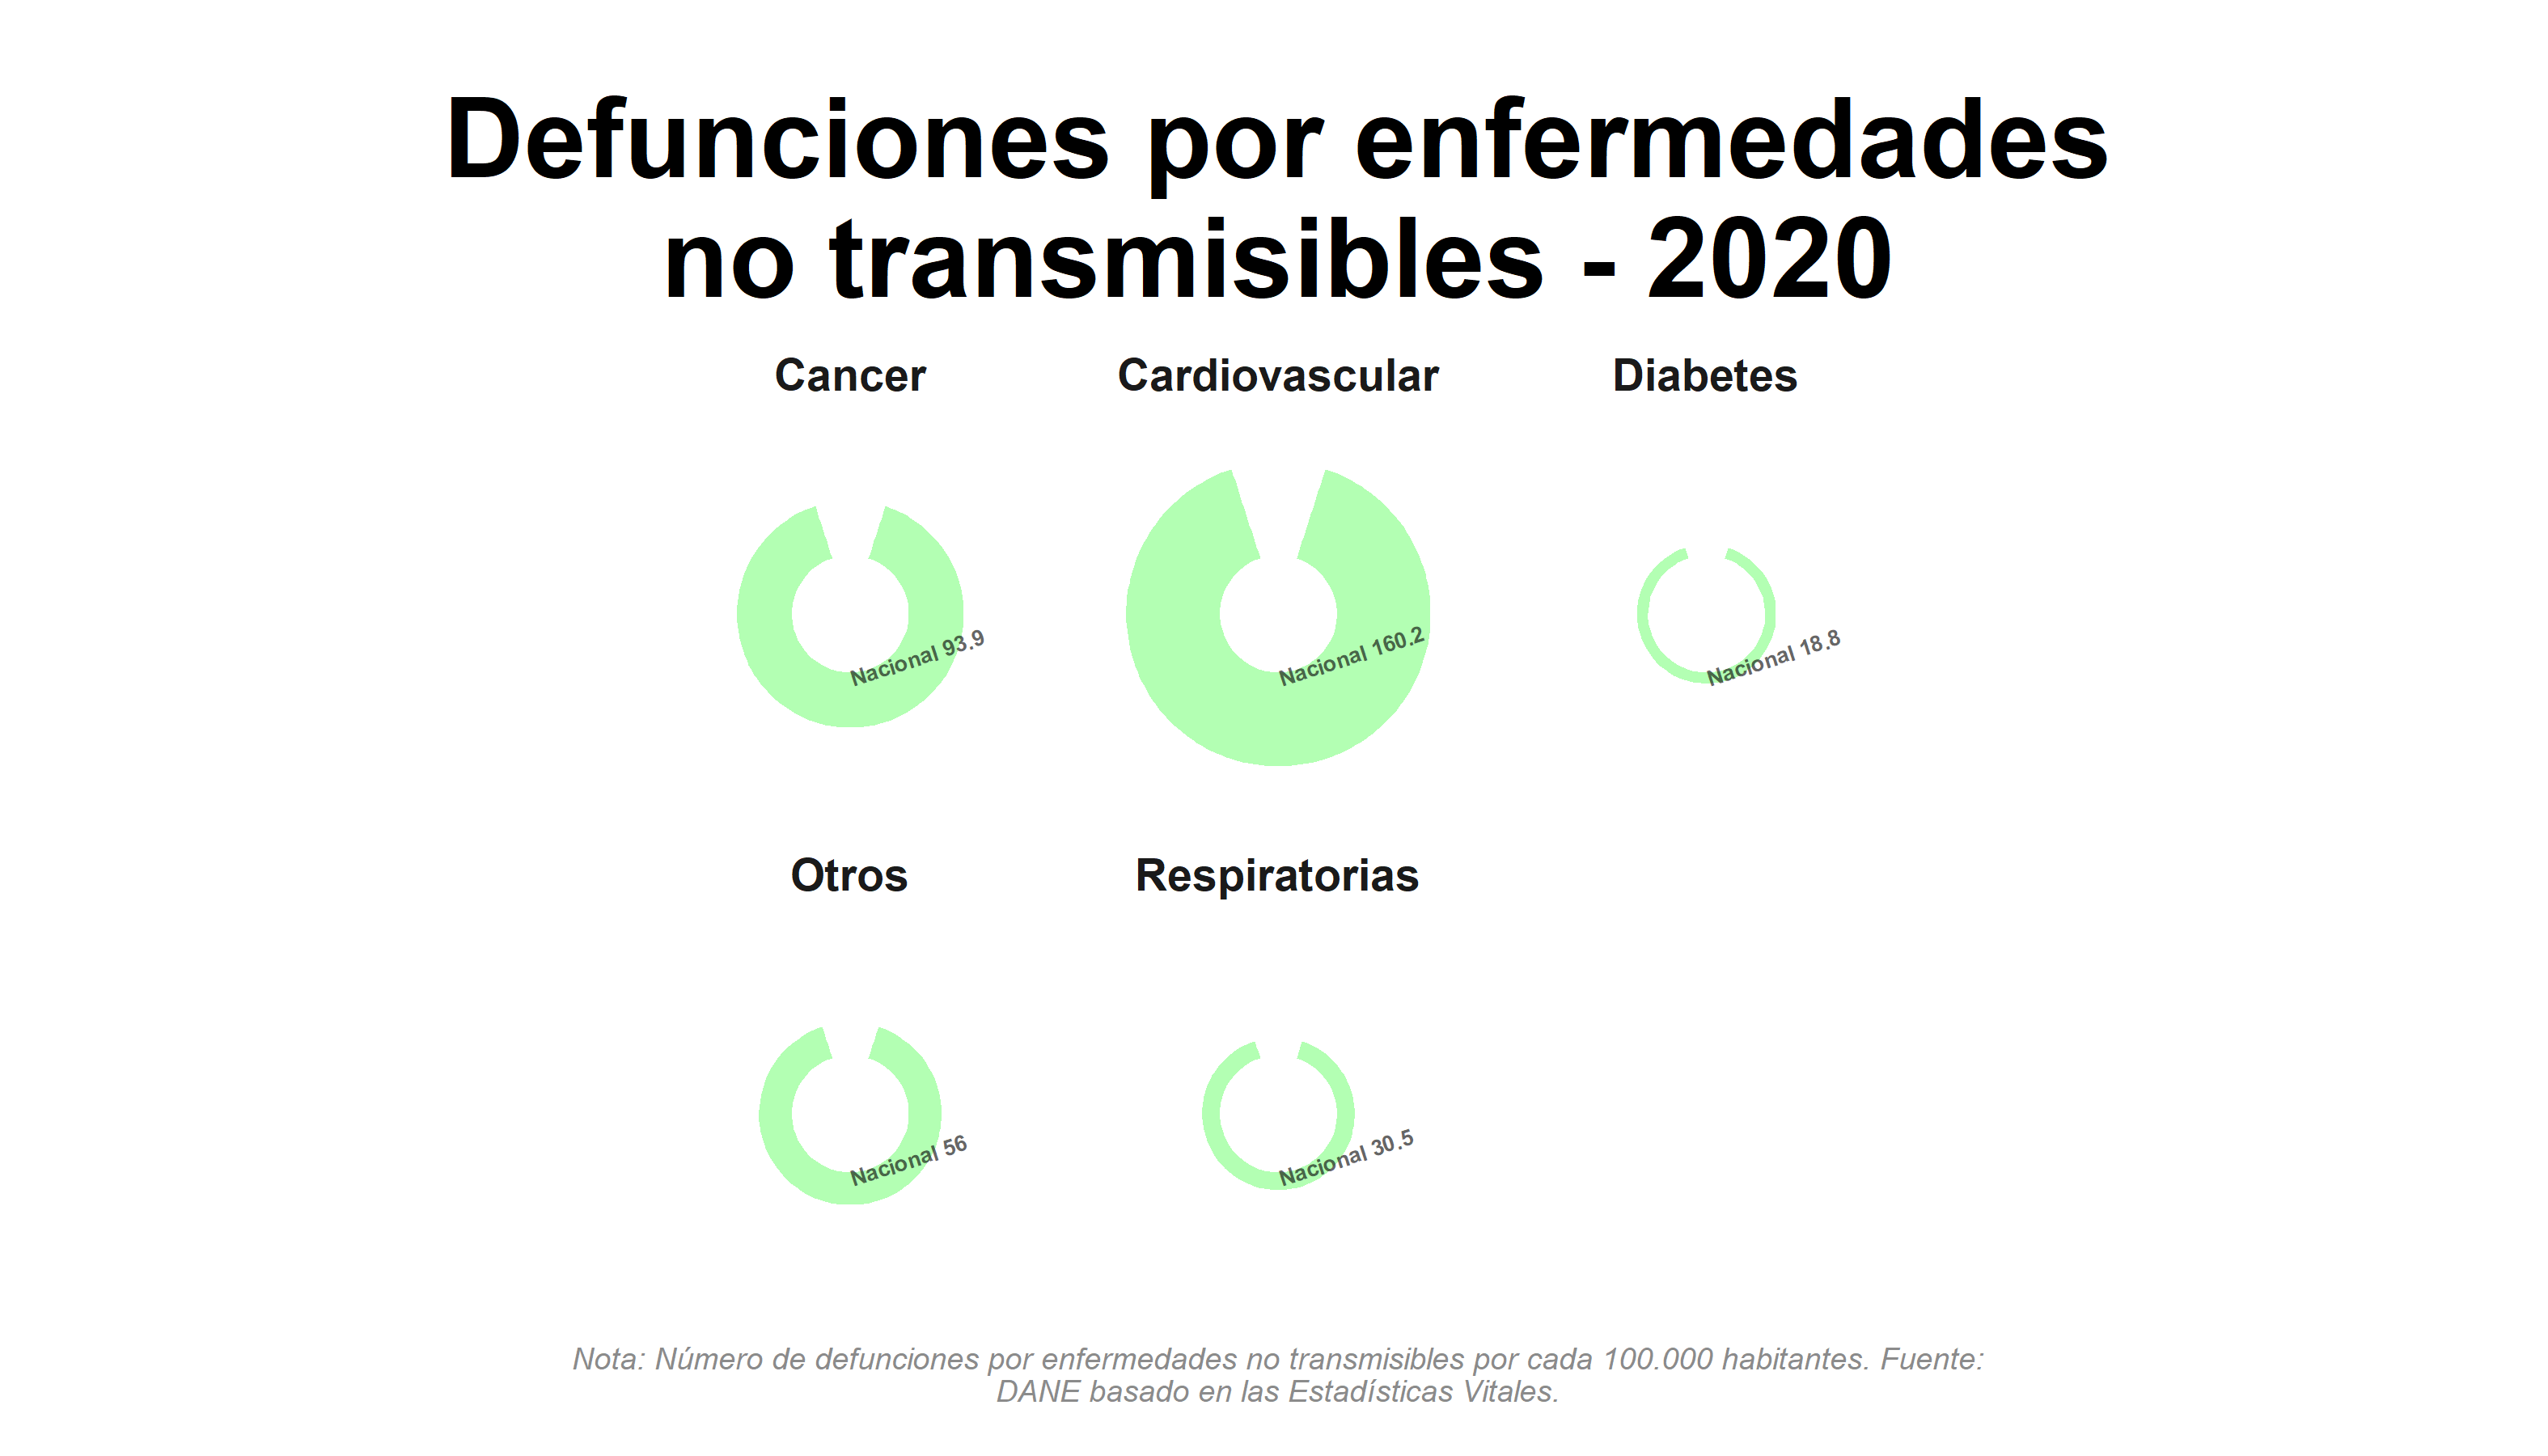 Defunciones por enfermedades
no transmisibles - 2020
Cancer
Cardiovascular
Diabetes
Nacional 93.9
Nacional 160.2
Nacional 18.8
Otros
Respiratorias
Nacional 56
Nacional 30.5
Nota: Número de defunciones por enfermedades no transmisibles por cada 100.000 habitantes. Fuente:
DANE basado en las Estadísticas Vitales.